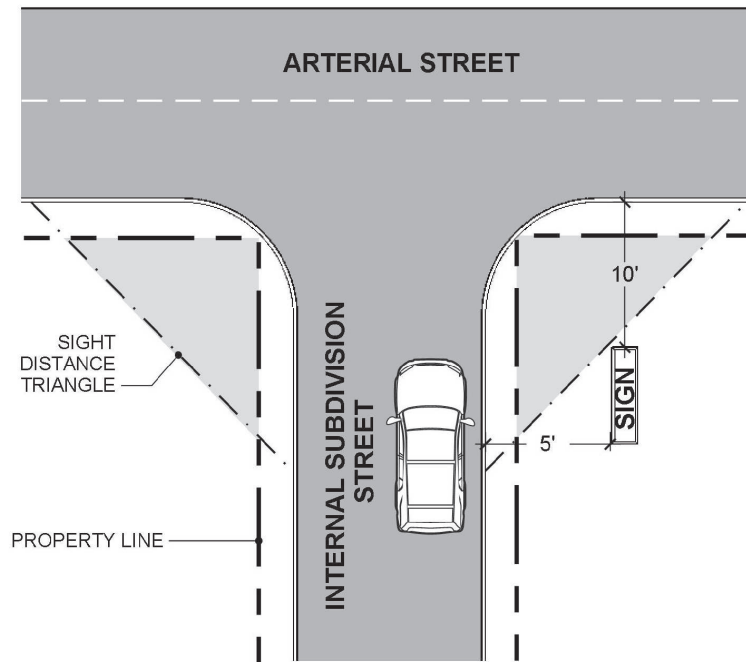 ARTERIAL STREET
10'
SIGHT
DISTANCE
TRIANGLE
INTERNAL SUBDIVISION
STREET
SIGN
5'
PROPERTY LINE